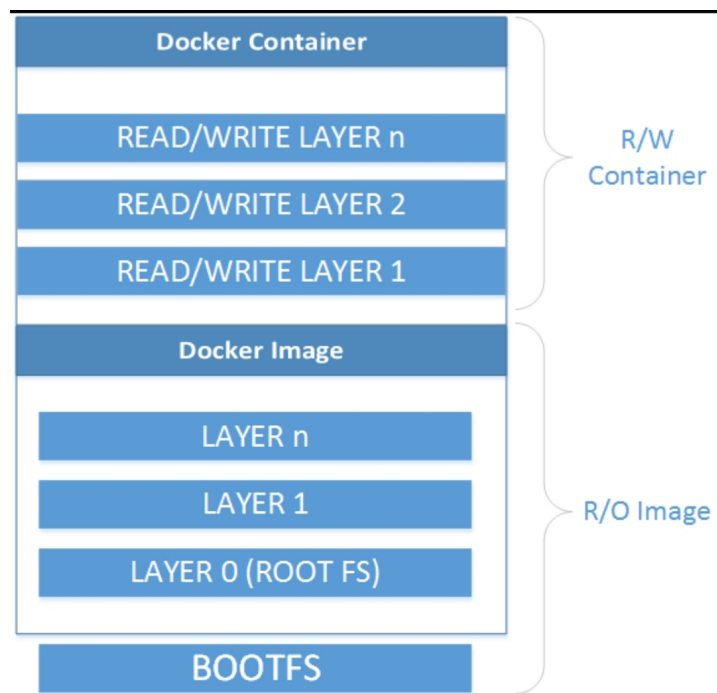 Docker Container
READ/WRITE LAYER n
READ/WRITE LAYER 2
READ/WRITE LAYER 1
R/W
Container
Docker Image
LAYER n
LAYER 1
LAYER 0 (ROOT FS)
R/O Image
BOOTFS